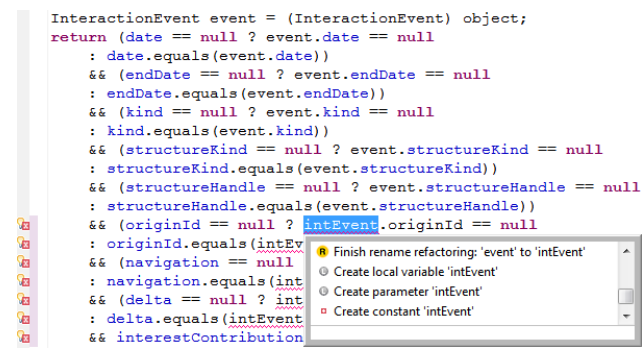 InteractionEvent event = (InteractionEvent) object;
return (date == null ? event.date == null
: date.equals(event.date))
&& (endDate == null ? event.endDate == null
: endDate.equals(event.endDate))
&& (kind == null ? event.kind == null
: kind.equals(event.kind))
&& (structureKind == null ? event.structureKind == null
: structureKind.equals(event.structureKind))
&& (structureHandle == null ? event.structureHandle == null
: structureHandle.equals(event.structureHandle))
&& (originId == null ? intEvent.originId == null
: originId.equals(intEv
&& (navigation == null
: navigation.equals(int
&& (delta == null ? int
: delta.equals(intEvent
&& interestContribution
Finish rename refactoring: 'event' to 'intEvent'
Create local variable 'intEvent'
Create parameter 'intEvent'
Create constant 'intEvent'